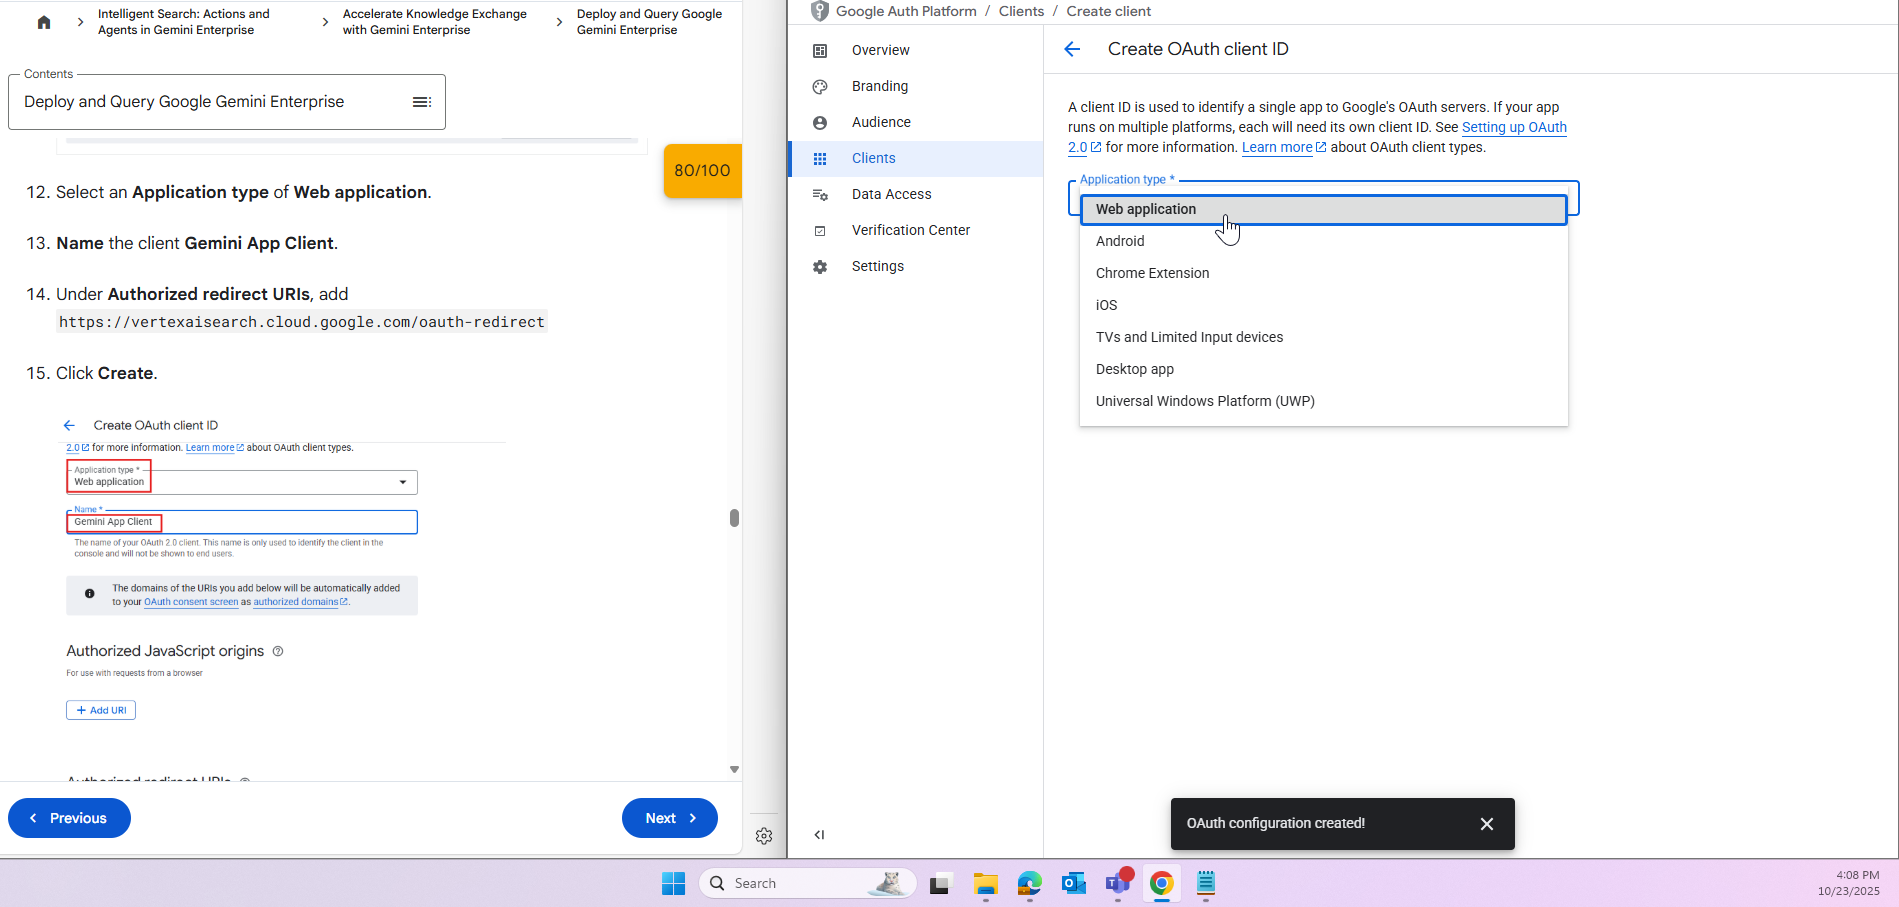 Intelligent Search: Actions and
Agents in Gemini Enterprise
Accelerate Knowledge Exchange
with Gemini Enterprise
Deploy and Query Google
Gemini Enterprise
Contents
Deploy and Query Google Gemini Enterprise
80/100
12. Select an Application type of Web application.
13. Name the client Gemini App Client.
14. Under Authorized redirect URIs, add
https://vertexaisearch.cloud.google.com/oauth-redirect
15. Click Create.
Create OAuth client ID
2.0 for more information. Learn more about OAuth client types.
Application type *
Web application
Name *
Gemini App Client
The name of your OAuth 2.0 client. This name is only used to identify the client in the
console and will not be shown to end users.
The domains of the URIs you add below will be automatically added
to your OAuth consent screen as authorized domains.
Authorized JavaScript origins
For use with requests from a browser
+ Add URI
Authorized redirect URIs
Previous
Next
Google Auth Platform / Clients / Create client
Overview
Branding
Audience
Clients
Data Access
Verification Center
Settings
Create OAuth client ID
A client ID is used to identify a single app to Google's OAuth servers. If your app
runs on multiple platforms, each will need its own client ID. See Setting up OAuth
2.0 for more information. Learn more about OAuth client types.
Application type *
Web application
Android
Chrome Extension
iOS
TVs and Limited Input devices
Desktop app
Universal Windows Platform (UWP)
OAuth configuration created!
Search
4:08 PM
10/23/2025